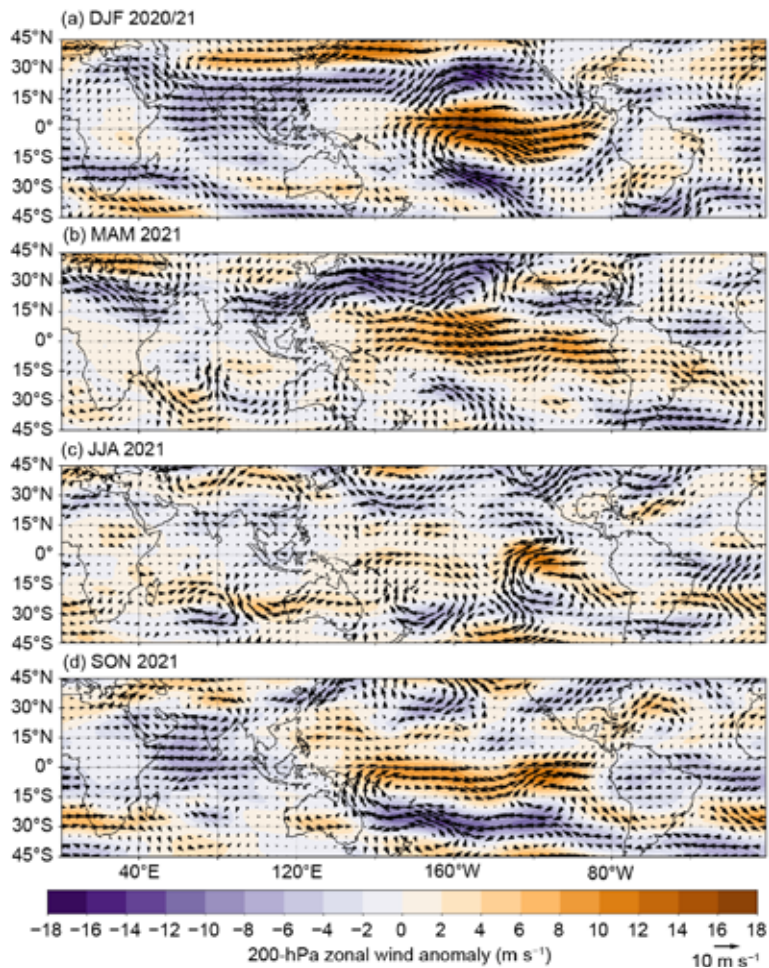 (a) DJF 2020/21
45°N
30°N
15°N
0°
15°S
30°S
45°S
(b) MAM 2021
45°N
30°N
15°N
0°
15°S
30°S
45°S
(c) JJA 2021
45°N
30°N
15°N
0°
15°S
30°S
45°S
(d) SON 2021
45°N
30°N
15°N
0°
15°S
30°S
45°S
40°E 120°E 160°W 80°W
−18 −16 −14 −12 −10 −8 −6 −4 −2 0 2 4 6 8 10 12 14 16 18
200-hPa zonal wind anomaly (m s⁻¹) 10 m s⁻¹